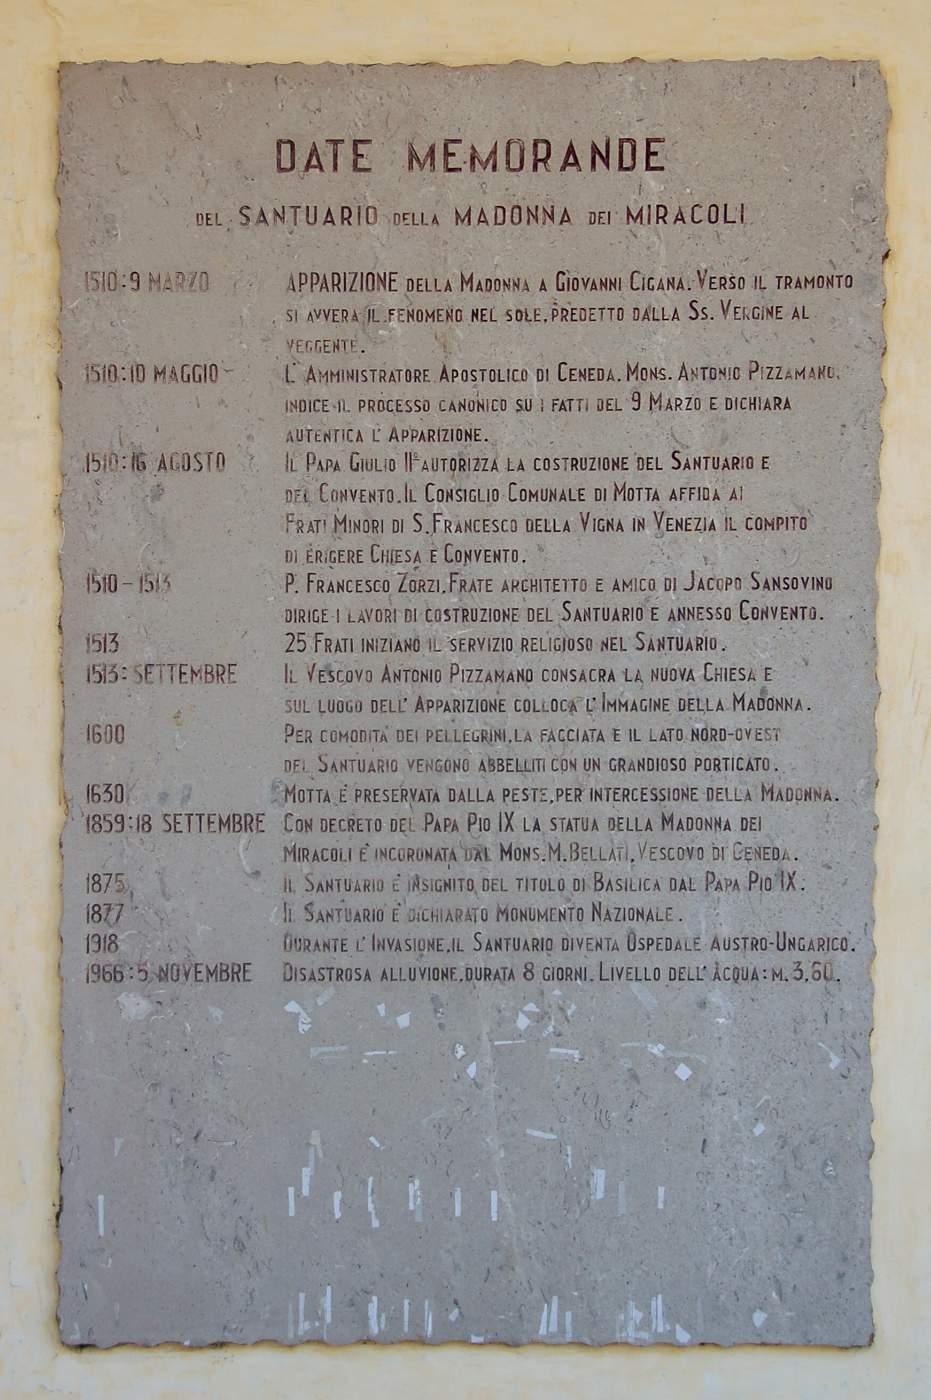 DATE MEMORANDE
DEL SANTUARIO DELLA MADONNA DEI MIRACOLI
1510:9 MARZO APPARIZIONE DELLA MADONNA A GIOVANNI CIGANA. VERSO IL TRAMONTO
SI AVVERA IL FENOMENO NEL SOLE, PREDETTO DALLA SS. VERGINE AL
VEGGENTE.
1510:10 MAGGIO L'AMMINISTRATORE APOSTOLICO DI CENEDA. MONS. ANTONIO PIZZAMANO,
INDICE IL PROCESSO CANONICO SU I FATTI DEL 9 MARZO E DICHIARA
AUTENTICA L'APPARIZIONE.
1510:16 AGOSTO IL PAPA GIULIO IIº AUTORIZZA LA COSTRUZIONE DEL SANTUARIO E
DEL CONVENTO. IL CONSIGLIO COMUNALE DI MOTTA AFFIDA AI
FRATI MINORI DI S. FRANCESCO DELLA VIGNA IN VENEZIA IL COMPITO
DI ERIGERE CHIESA E CONVENTO.
1510-1513 P. FRANCESCO ZORZI, FRATE ARCHITETTO E AMICO DI JACOPO SANSOVINO
DIRIGE I LAVORI DI COSTRUZIONE DEL SANTUARIO E ANNESSO CONVENTO.
1513 25 FRATI INIZIANO IL SERVIZIO RELIGIOSO NEL SANTUARIO.
1513: SETTEMBRE IL VESCOVO ANTONIO PIZZAMANO CONSACRA LA NUOVA CHIESA E
SUL LUOGO DELL'APPARIZIONE COLLOCA L'IMMAGINE DELLA MADONNA.
1600 PER COMODITA' DEI PELLEGRINI, LA FACCIATA E IL LATO NORD-OVEST
DEL SANTUARIO VENGONO ABBELLITI CON UN GRANDIOSO PORTICATO.
1630 MOTTA E' PRESERVATA DALLA PESTE, PER INTERCESSIONE DELLA MADONNA.
1859:18 SETTEMBRE CON DECRETO DEL PAPA PIO IX LA STATUA DELLA MADONNA DEI
MIRACOLI E' INCORONATA DAL MONS. M. BELLATI, VESCOVO DI CENEDA.
1875 IL SANTUARIO E' INSIGNITO DEL TITOLO DI BASILICA DAL PAPA PIO IX.
1877 IL SANTUARIO E' DICHIARATO MONUMENTO NAZIONALE.
1918 DURANTE L'INVASIONE, IL SANTUARIO DIVENTA OSPEDALE AUSTRO-UNGARICO.
1966:5 NOVEMBRE DISASTROSA ALLUVIONE, DURATA 8 GIORNI. LIVELLO DELL'ACQUA: M. 3,60.